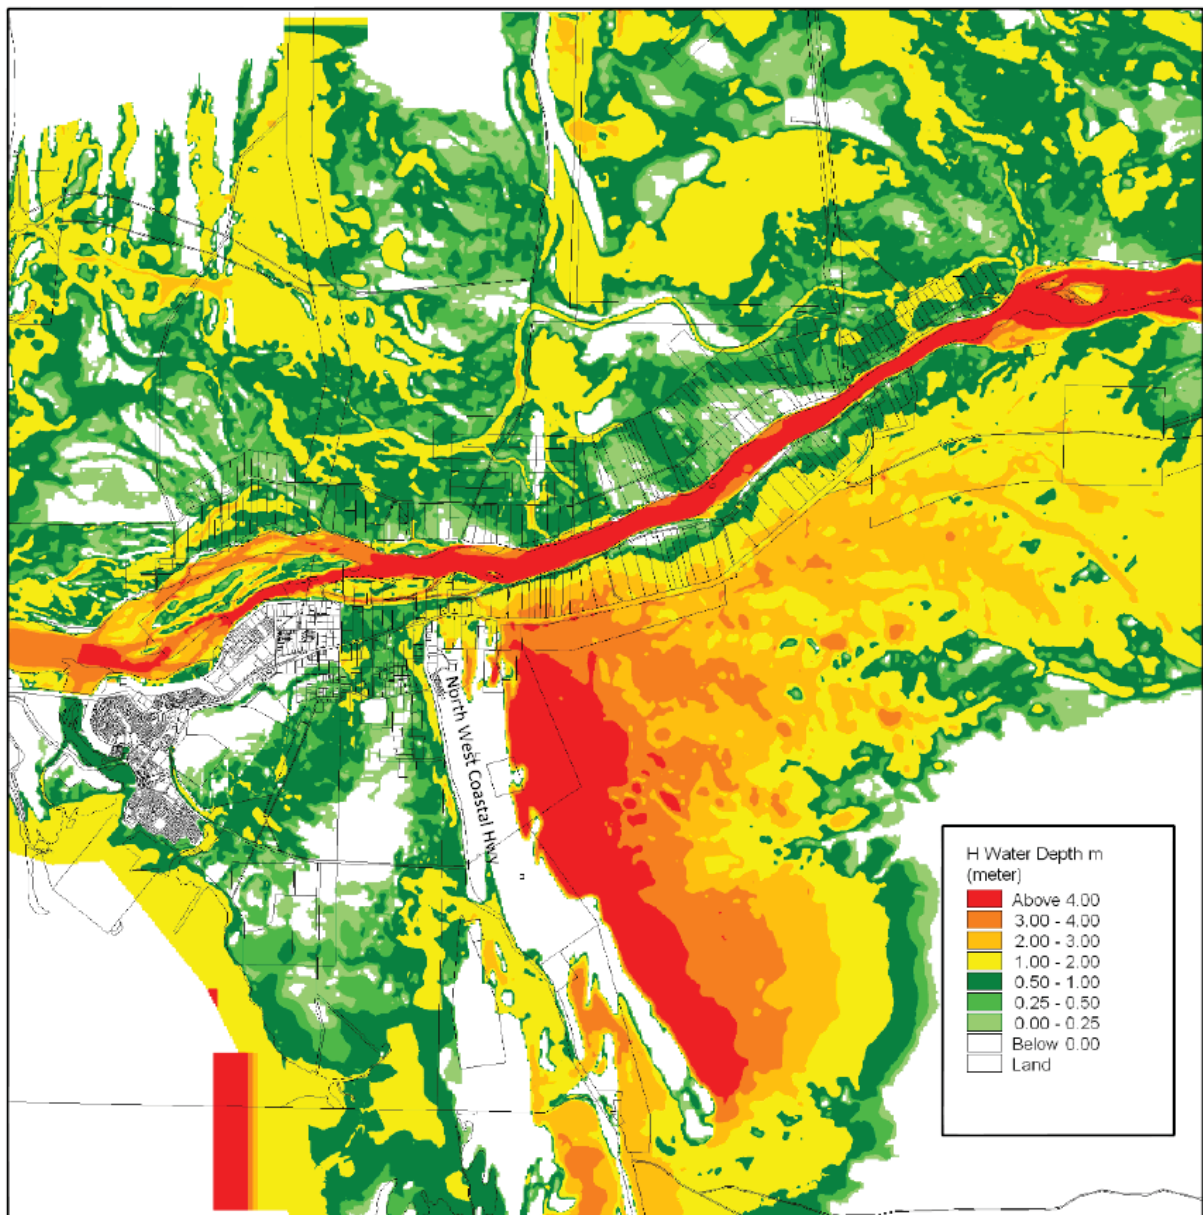 North West Coastal HWY
H Water Depth m
(meter)
Above 4.00
3.00 - 4.00
2.00 - 3.00
1.00 - 2.00
0.50 - 1.00
0.25 - 0.50
0.00 - 0.25
Below 0.00
Land